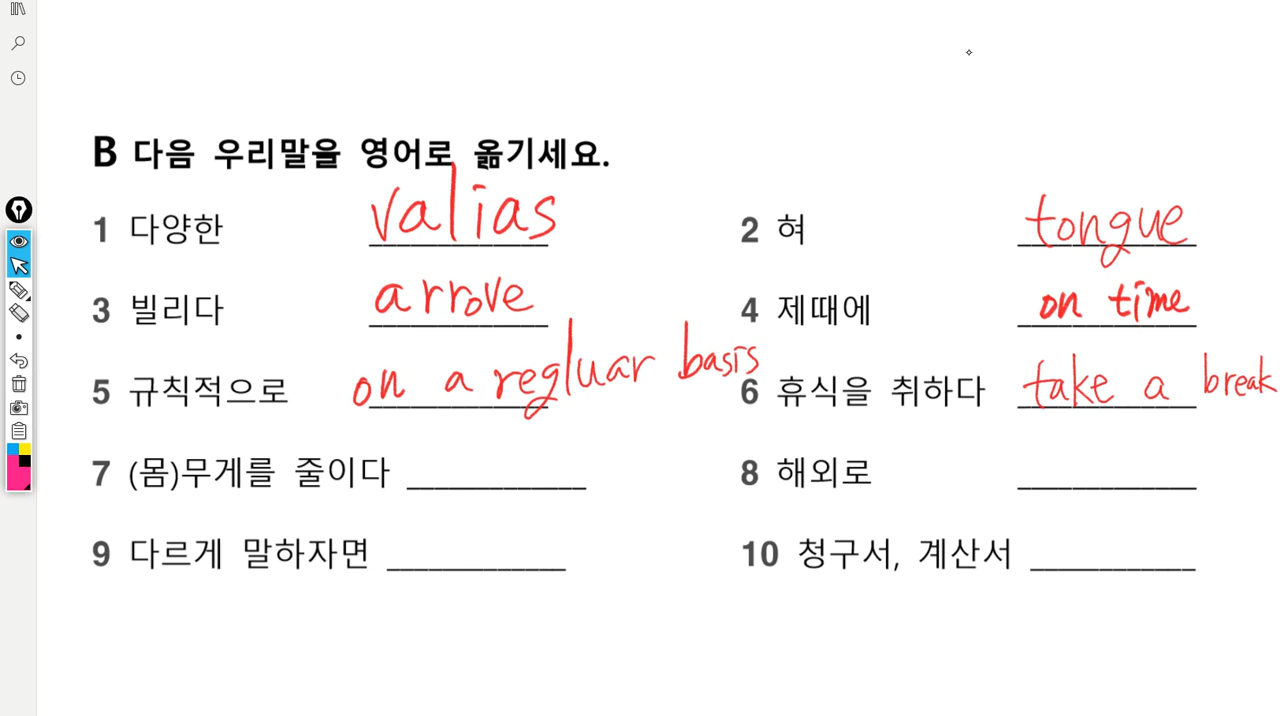 B 다음 우리말을 영어로 옮기세요.
1 다양한 valias
2 혀 tongue
3 빌리다 arrove
4 제때에 on time
5 규칙적으로 on a regluar basis
6 휴식을 취하다 take a break
7 (몸)무게를 줄이다 ___________
8 해외로 ___________
9 다르게 말하자면 ___________
10 청구서, 계산서 ___________